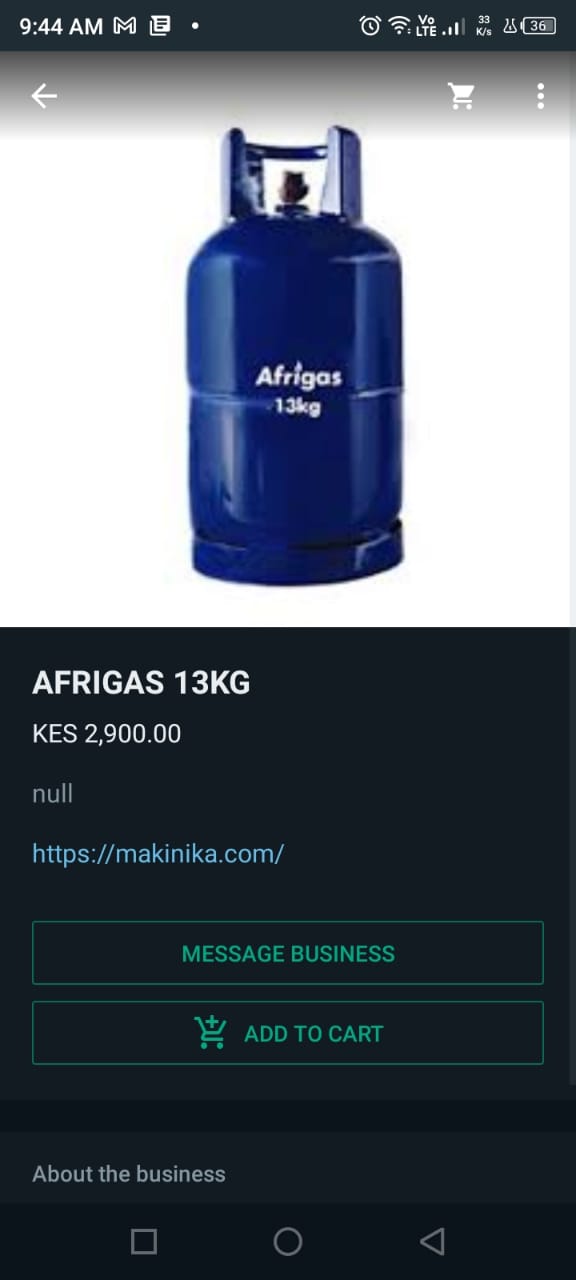 9:44 AM
Vo LTE
33 K/s
36
Afrigas
13kg
AFRIGAS 13KG
KES 2,900.00
null
https://makinika.com/
MESSAGE BUSINESS
ADD TO CART
About the business